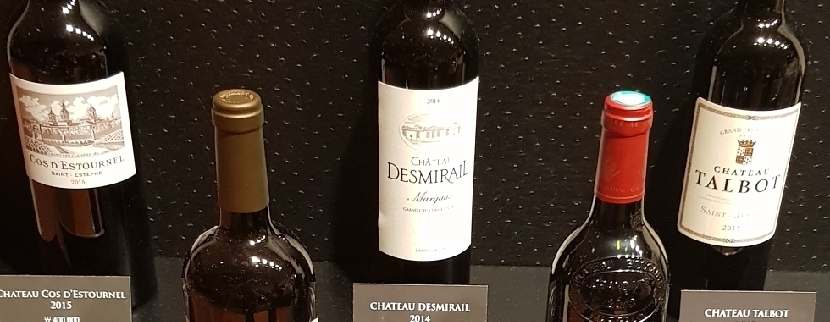 COS D'ESTOURNEL
SAINT-ESTÈPHE
CHATEAU COS D'ESTOURNEL
2015
2014
CHÂTEAU
DESMIRAIL
Margaux
CHATEAU DESMIRAIL
2014
CHATEAU
TALBOT
SAINT-JULIEN
2015
CHATEAU TALBOT